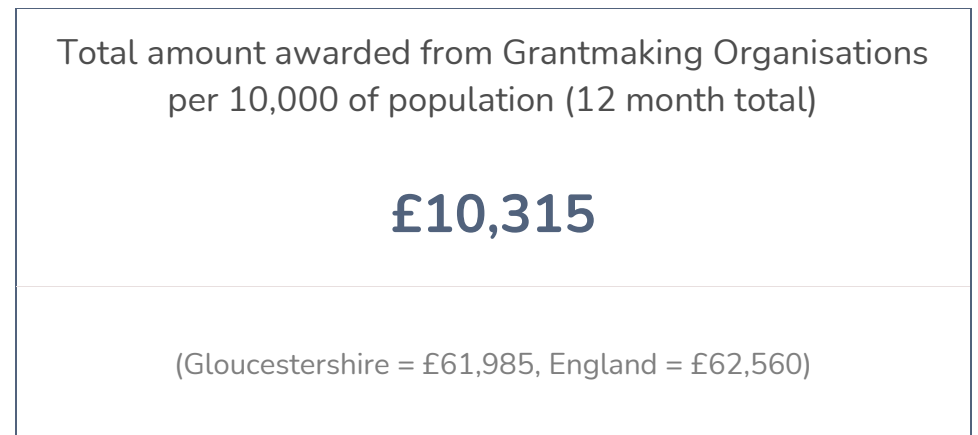 Total amount awarded from Grantmaking Organisations
per 10,000 of population (12 month total)
£10,315
(Gloucestershire = £61,985, England = £62,560)